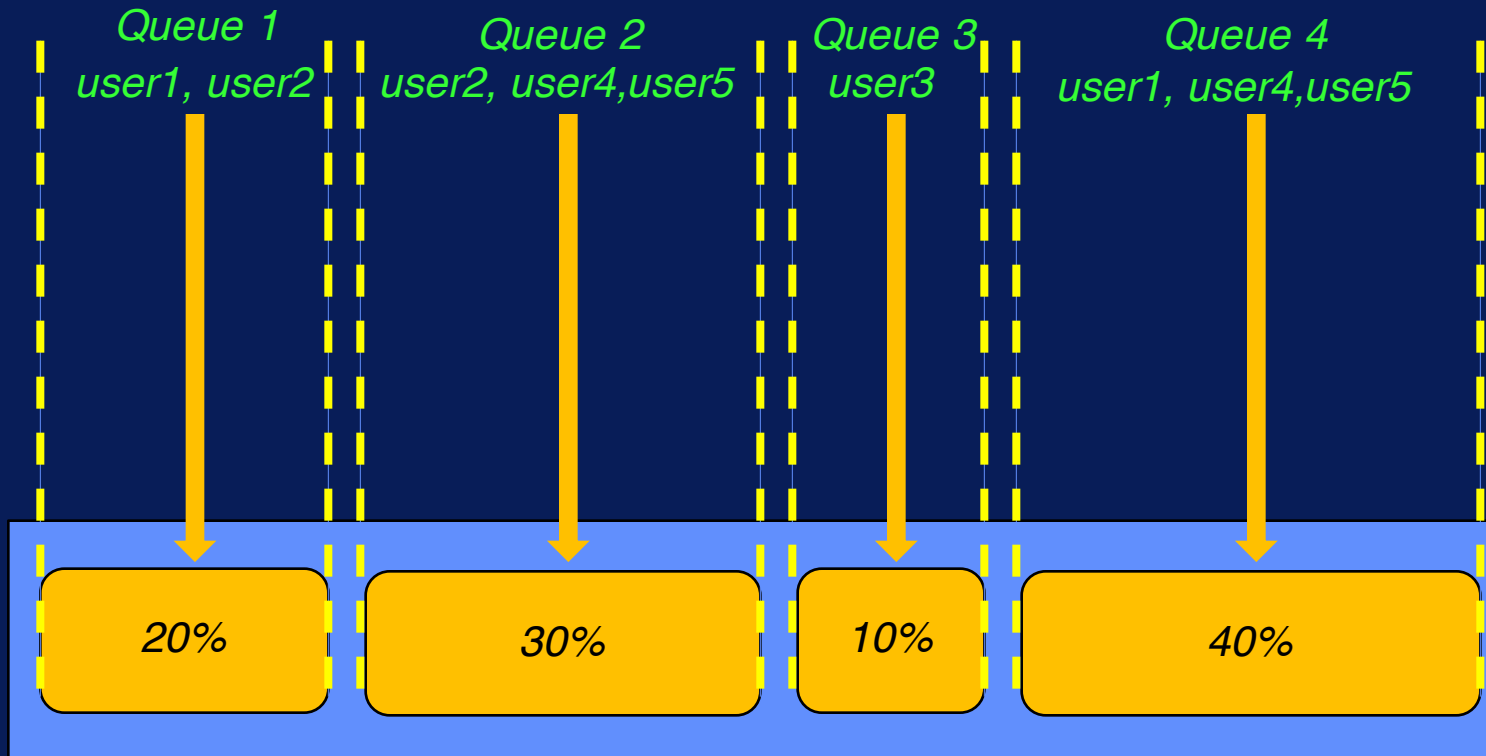 Queue 1
user1, user2
Queue 2
user2, user4,user5
Queue 3
user3
Queue 4
user1, user4,user5
20%
30%
10%
40%